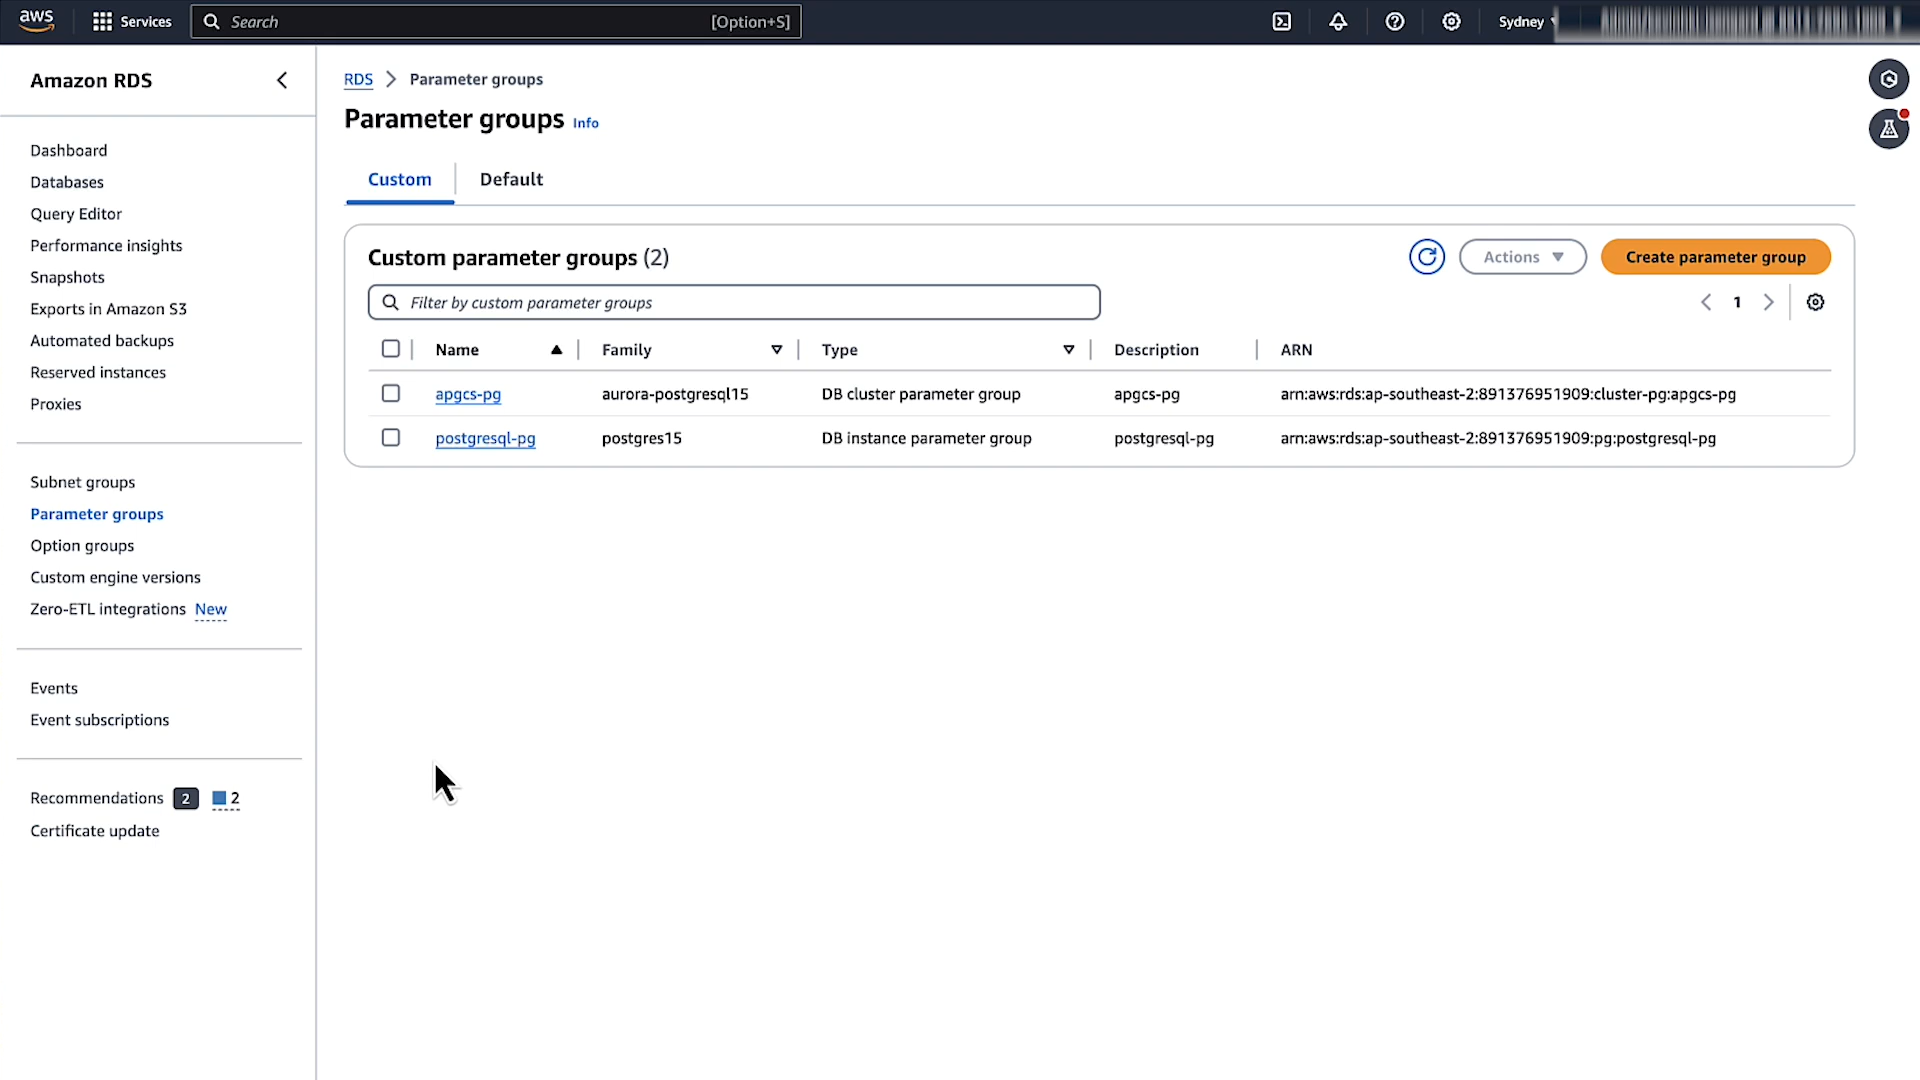 aws Services Search [Option+S] Sydney
Amazon RDS
Dashboard
Databases
Query Editor
Performance insights
Snapshots
Exports in Amazon S3
Automated backups
Reserved instances
Proxies
Subnet groups
Parameter groups
Option groups
Custom engine versions
Zero-ETL integrations New
Events
Event subscriptions
Recommendations 2 2
Certificate update
RDS Parameter groups
Parameter groups Info
Custom Default
Custom parameter groups (2) Actions Create parameter group
Filter by custom parameter groups 1
Name Family Type Description ARN
apgcs-pg aurora-postgresql15 DB cluster parameter group apgcs-pg arn:aws:rds:ap-southeast-2:891376951909:cluster-pg:apgcs-pg
postgresql-pg postgres15 DB instance parameter group postgresql-pg arn:aws:rds:ap-southeast-2:891376951909:pg:postgresql-pg